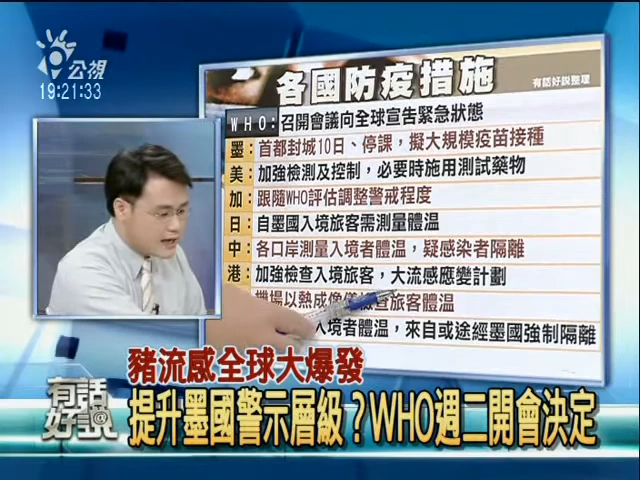 公視
19:21:33
各國防疫措施
有話好說整理
WHO：召開會議向全球宣告緊急狀態
墨：首都封城10日、停課，擬大規模疫苗接種
美：加強檢測及控制，必要時施用測試藥物
加：跟隨WHO評估調整警戒程度
日：自墨國入境旅客需測量體溫
中：各口岸測量入境者體溫，疑感染者隔離
港：加強檢查入境旅客，大流感應變計劃
機場以熱成像儀檢查旅客體溫
入境者體溫，來自或途經墨國強制隔離
豬流感全球大爆發
有話好說
提升墨國警示層級？WHO週二開會決定